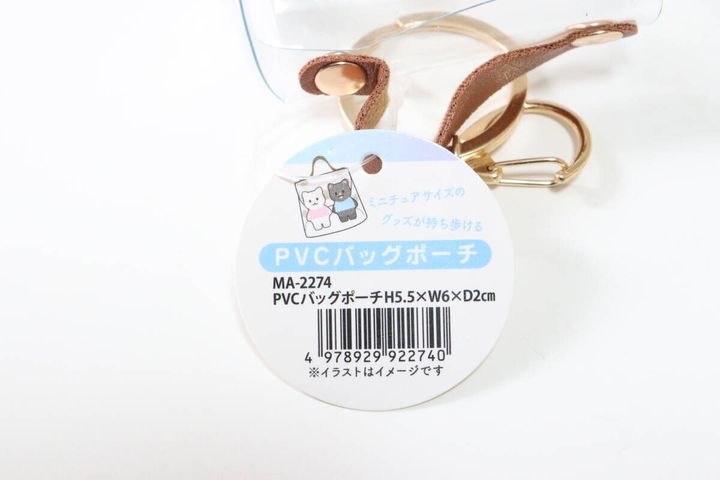 ミニチュアサイズの
グッズが持ち歩ける
PVCバッグポーチ
MA-2274
PVCバッグポーチH5.5×W6×D2㎝
4 978929 922740
※イラストはイメージです